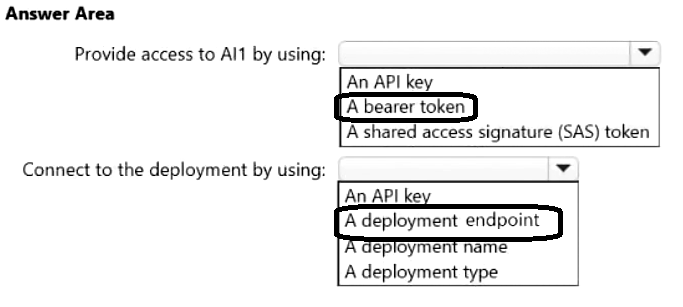 Answer Area
Provide access to AI1 by using:
An API key
A bearer token
A shared access signature (SAS) token
Connect to the deployment by using:
An API key
A deployment endpoint
A deployment name
A deployment type